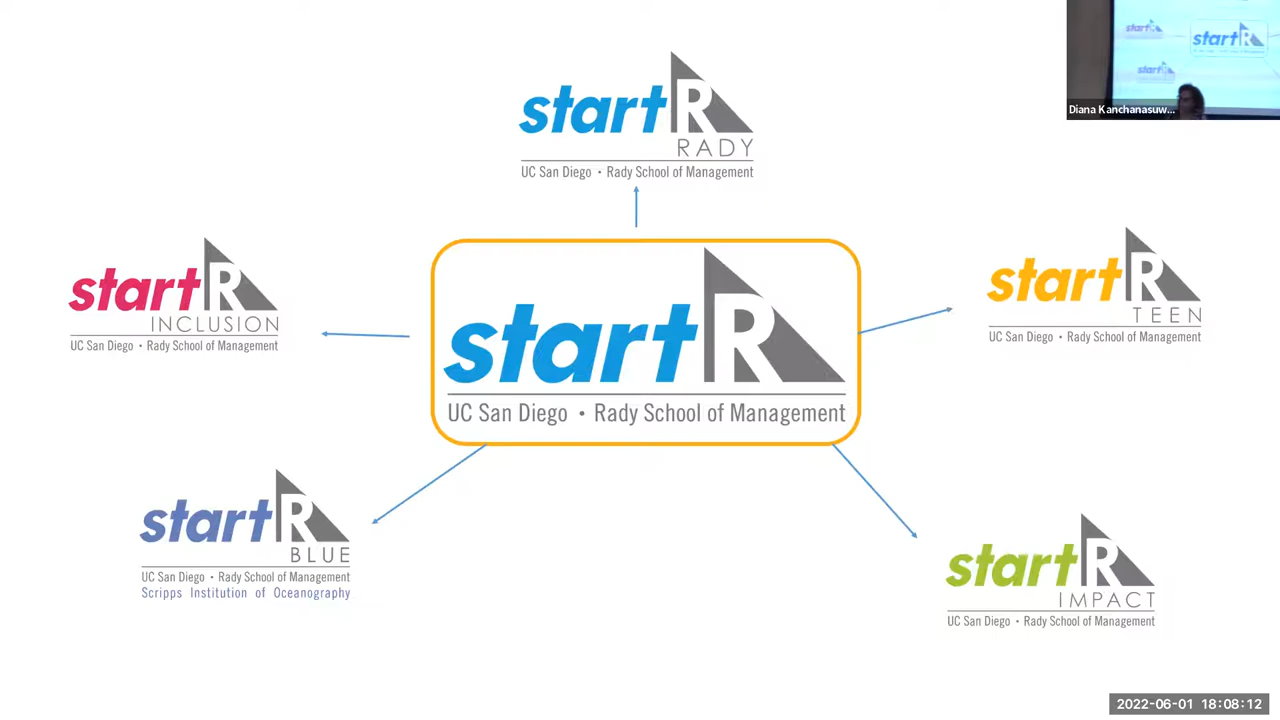 startR
RADY
UC San Diego • Rady School of Management
startR
INCLUSION
UC San Diego • Rady School of Management
startR
UC San Diego • Rady School of Management
startR
TEEN
UC San Diego • Rady School of Management
startR
BLUE
UC San Diego • Rady School of Management
Scripps Institution of Oceanography
startR
IMPACT
UC San Diego • Rady School of Management
startR
startR
startR
Diana Kanchanasuw...
2022-06-01 18:08:12